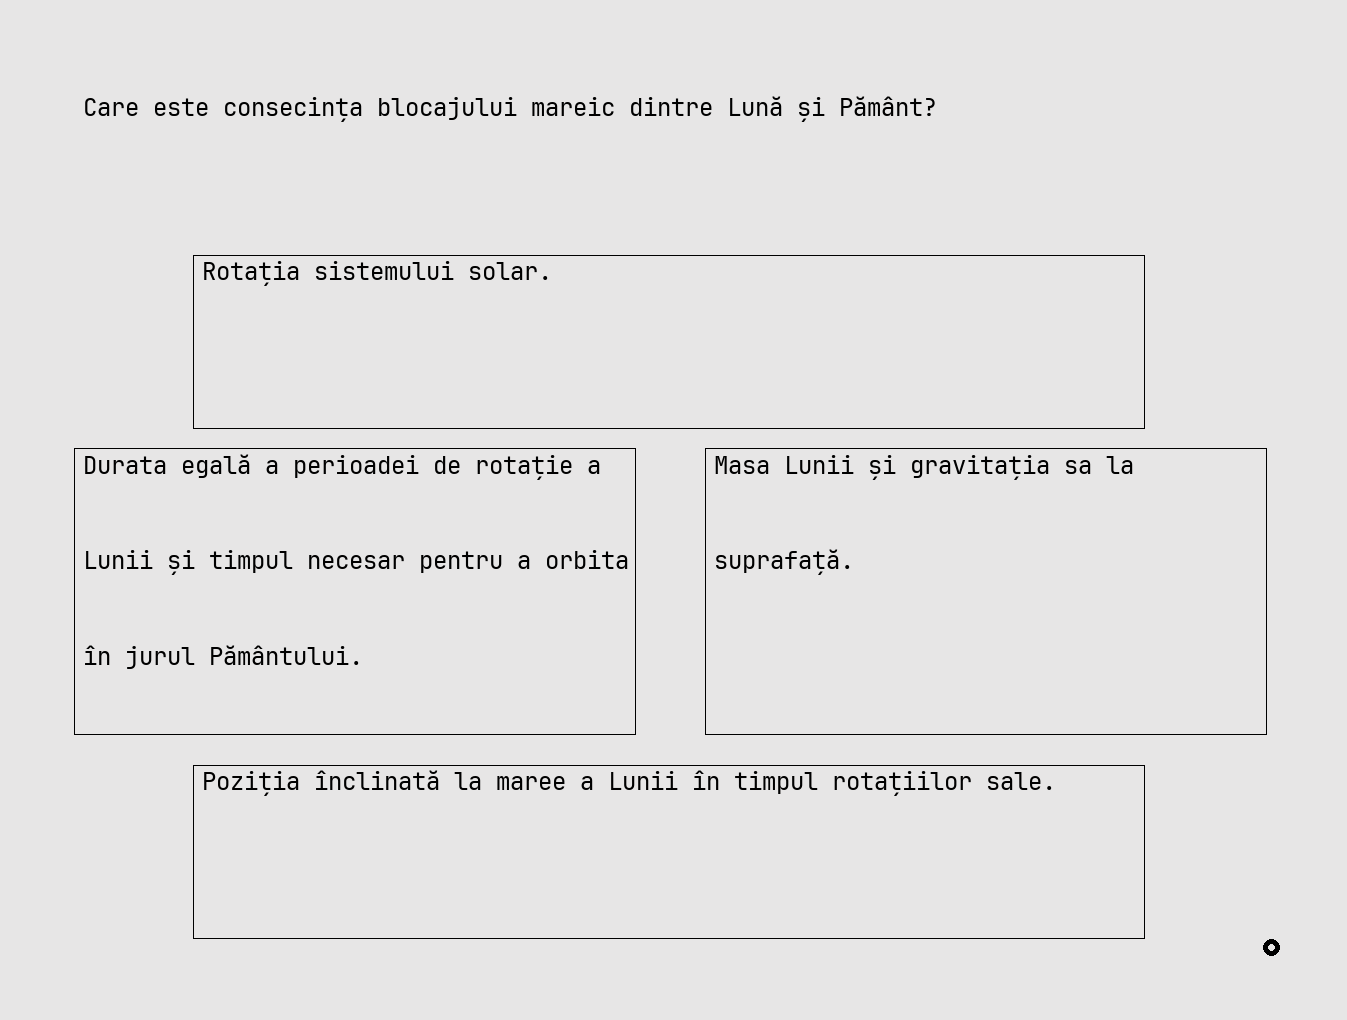 Care este consecința blocajului mareic dintre Lună și Pământ?
Rotația sistemului solar.
Durata egală a perioadei de rotație a
Lunii și timpul necesar pentru a orbita
în jurul Pământului.
Masa Lunii și gravitația sa la
suprafață.
Poziția înclinată la maree a Lunii în timpul rotațiilor sale.